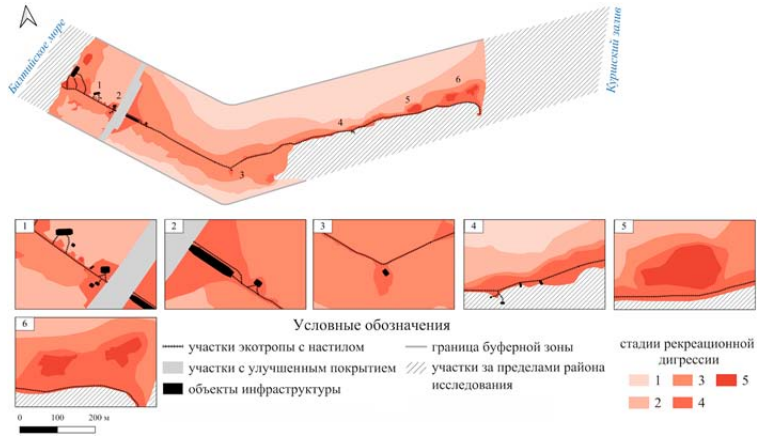 Балтийское море
Куршский залив
1
2
3
4
5
6
1
2
3
4
5
6
Условные обозначения
участки экотропы с настилом
участки с улучшенным покрытием
объекты инфраструктуры
граница буферной зоны
участки за пределами района
исследования
стадии рекреационной
дигрессии
1 3 5
2 4
0 100 200 м